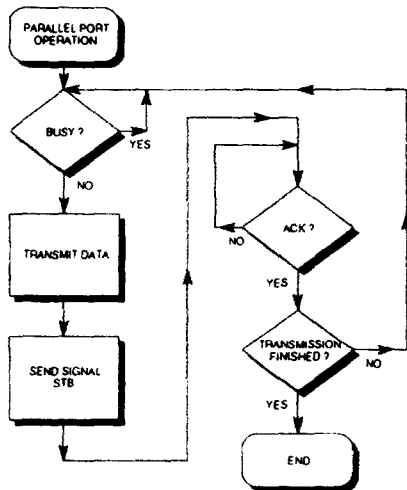 PARALLEL PORT
OPERATION
BUSY ?
YES
NO
TRANSMIT DATA
SEND SIGNAL
STB
ACK ?
NO
YES
TRANSMISSION
FINISHED ?
NO
YES
END